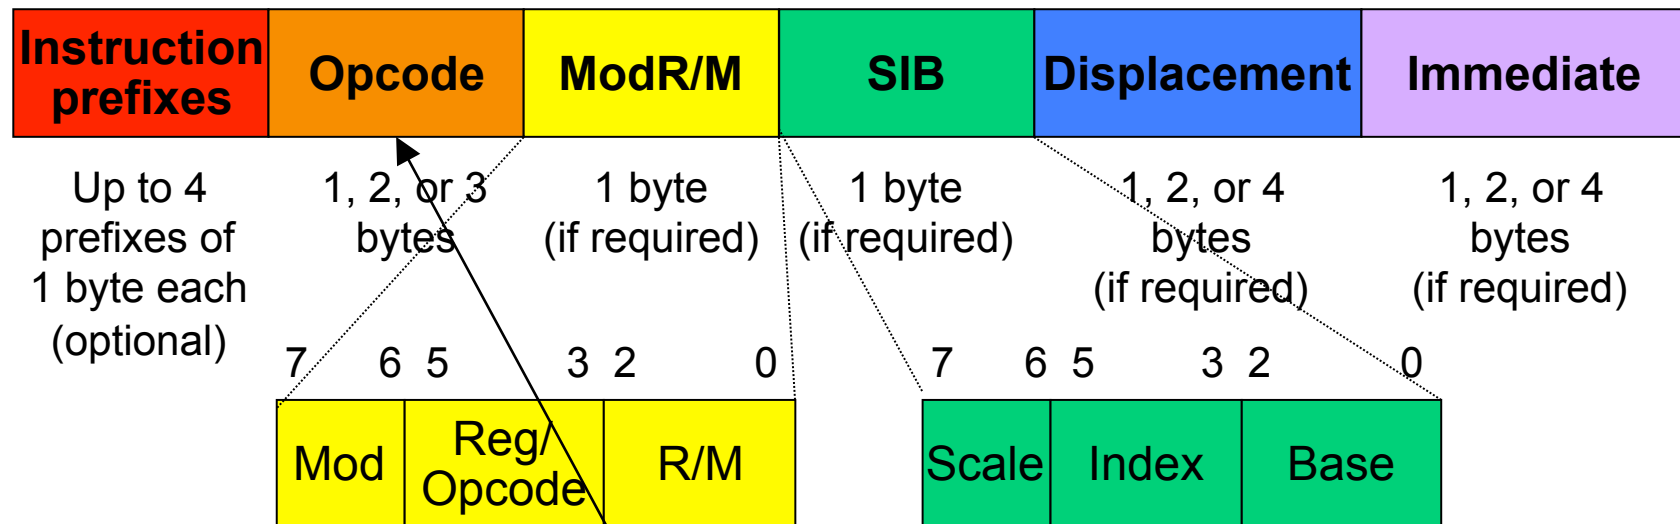 Instruction
prefixes
Opcode
ModR/M
SIB
Displacement
Immediate
Up to 4
prefixes of
1 byte each
(optional)
1, 2, or 3
bytes
1 byte
(if required)
1 byte
(if required)
1, 2, or 4
bytes
(if required)
1, 2, or 4
bytes
(if required)
7 6 5 3 2 0
Mod
Reg/
Opcode
R/M
7 6 5 3 2 0
Scale
Index
Base